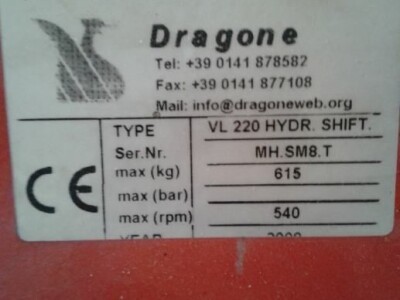 Dragone
Tel: +39 0141 878582
Fax: +39 0141 877108
Mail: info@dragoneweb.org
TYPE VL 220 HYDR. SHIFT.
Ser.Nr. MH.SM8.T
max (kg) 615
max (bar)
max (rpm) 540
YEAR
CE